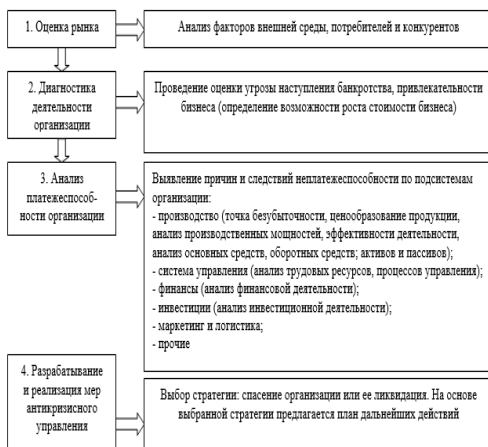 1. Оценка рынка
Анализ факторов внешней среды, потребителей и конкурентов
2. Диагностика
деятельности
организации
Проведение оценки угрозы наступления банкротства, привлекательности
бизнеса (определение возможности роста стоимости бизнеса)
3. Анализ
платежеспособ-
ности организации
Выявление причин и следствий неплатежеспособности по подсистемам
организации:
- производство (точка безубыточности, ценообразование продукции,
анализ производственных мощностей, эффективности деятельности,
анализ основных средств, оборотных средств; активов и пассивов);
- система управления (анализ трудовых ресурсов, процессов управления);
- финансы (анализ финансовой деятельности);
- инвестиции (анализ инвестиционной деятельности);
- маркетинг и логистика;
- прочие
4. Разрабатывание
и реализация мер
антикризисного
управления
Выбор стратегии: спасение организации или ее ликвидация. На основе
выбранной стратегии предлагается план дальнейших действий